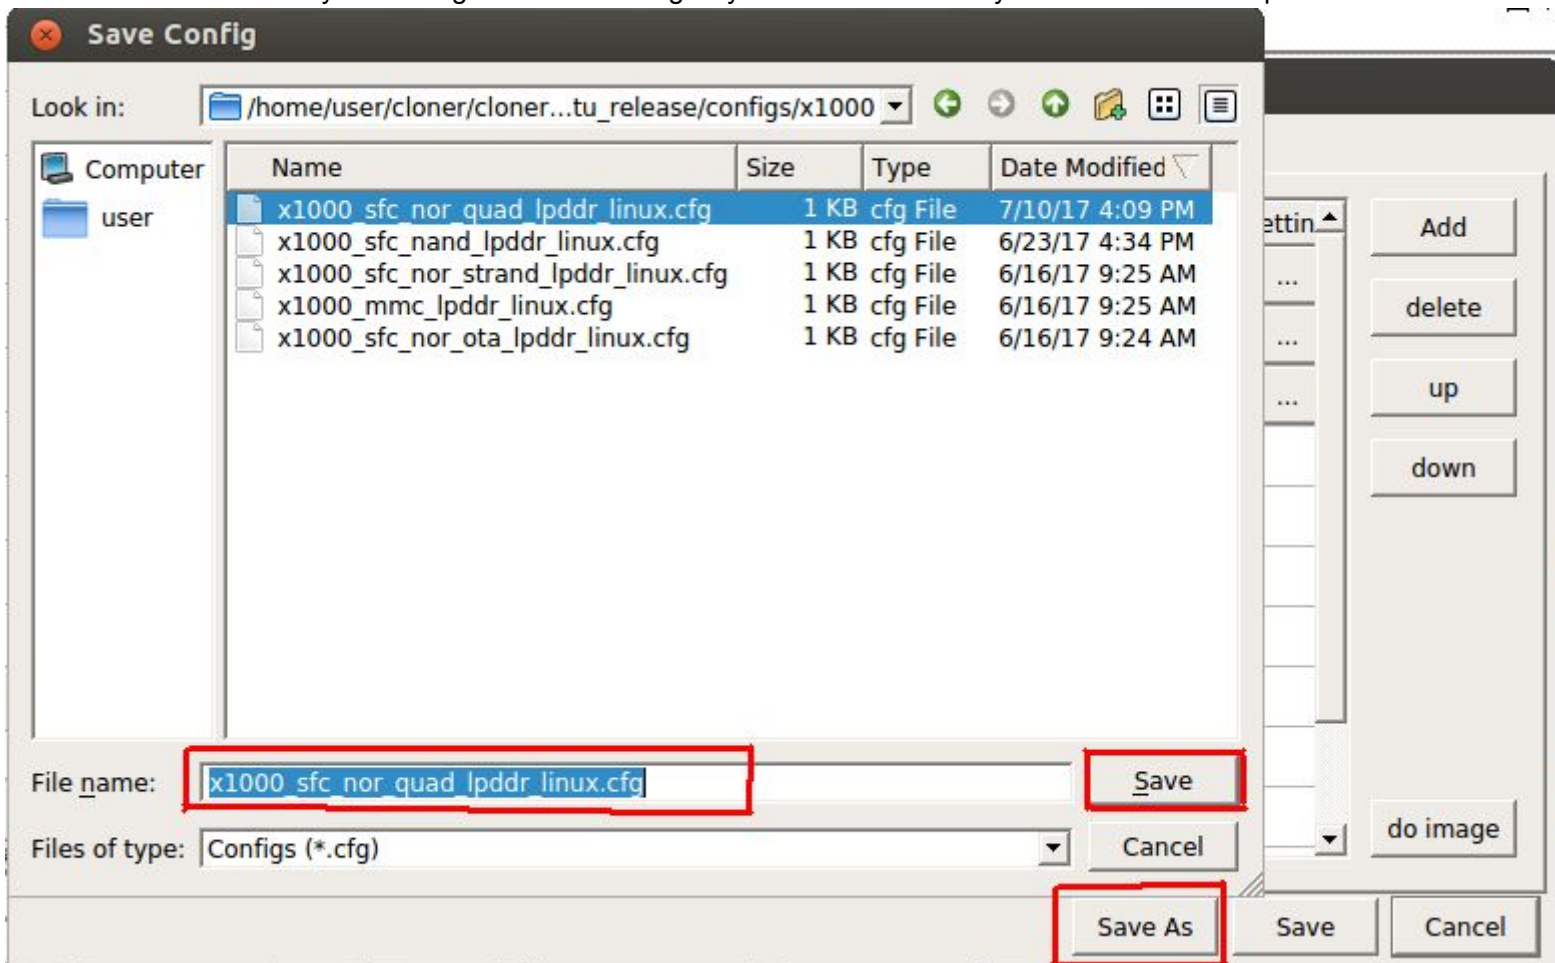 Save Config
Look in: /home/user/cloner/cloner...tu_release/configs/x1000
Computer
user
Name Size Type Date Modified
x1000_sfc_nor_quad_lpddr_linux.cfg 1 KB cfg File 7/10/17 4:09 PM
x1000_sfc_nand_lpddr_linux.cfg 1 KB cfg File 6/23/17 4:34 PM
x1000_sfc_nor_strand_lpddr_linux.cfg 1 KB cfg File 6/16/17 9:25 AM
x1000_mmc_lpddr_linux.cfg 1 KB cfg File 6/16/17 9:25 AM
x1000_sfc_nor_ota_lpddr_linux.cfg 1 KB cfg File 6/16/17 9:24 AM
File name: x1000_sfc_nor_quad_lpddr_linux.cfg Save
Files of type: Configs (*.cfg) Cancel
ettin
...
...
...
Add
delete
up
down
do image
Save As Save Cancel